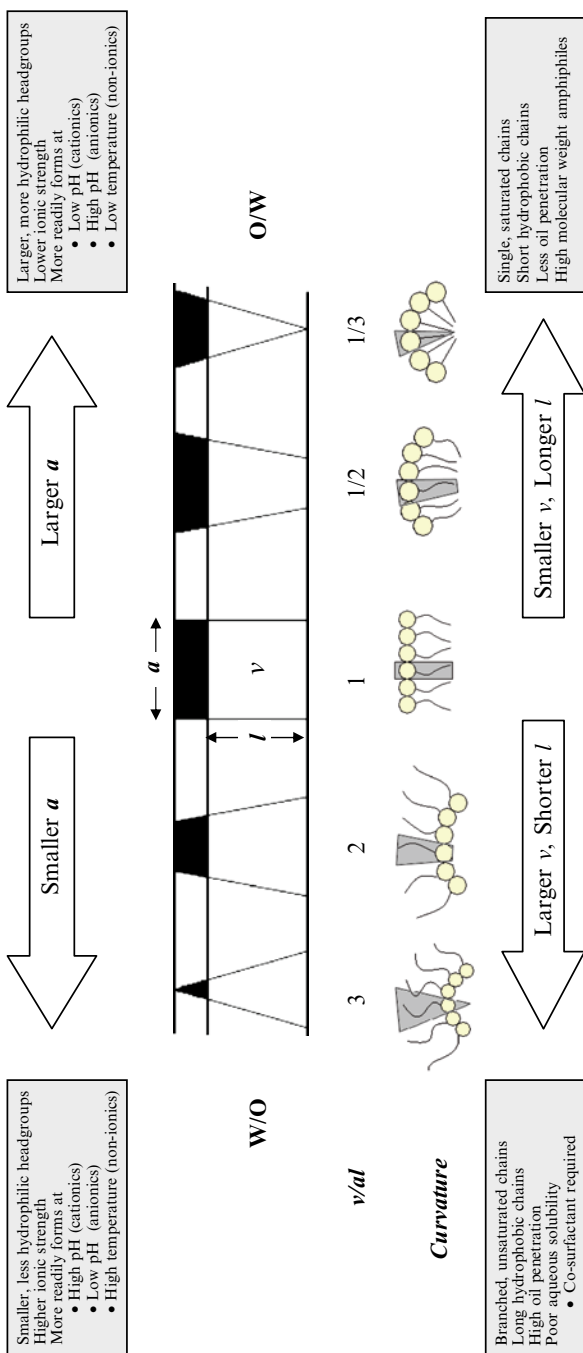 Smaller, less hydrophilic headgroups
Higher ionic strength
More readily forms at
• High pH (cationics)
• Low pH (anionics)
• High temperature (non-ionics)
Smaller a
Larger a
Larger, more hydrophilic headgroups
Lower ionic strength
More readily forms at
• Low pH (cationics)
• High pH (anionics)
• Low temperature (non-ionics)
W/O
a
l
v
O/W
v/al
3
2
1
1/2
1/3
Curvature
Branched, unsaturated chains
Long hydrophobic chains
High oil penetration
Poor aqueous solubility
• Co-surfactant required
Larger v, Shorter l
Smaller v, Longer l
Single, saturated chains
Short hydrophobic chains
Less oil penetration
High molecular weight amphiphiles